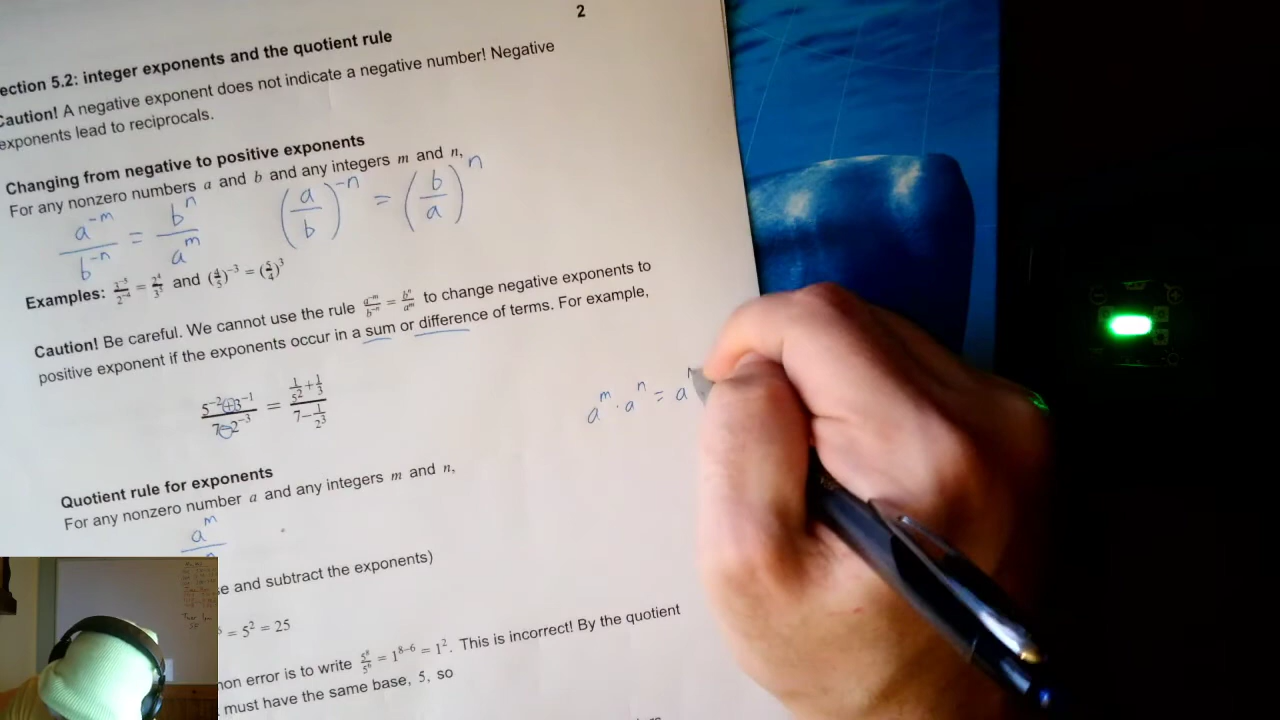 2
ection 5.2: integer exponents and the quotient rule
Caution! A negative exponent does not indicate a negative number! Negative
exponents lead to reciprocals.
Changing from negative to positive exponents
For any nonzero numbers a and b and any integers m and n,
a^-m / b^-n = b^n / a^m (a/b)^-n = (b/a)^n
Examples: 3^-5/2^-4 = 2^4/3^5 and (4/5)^-3 = (5/4)^3
Caution! Be careful. We cannot use the rule a^-m/b^-n = b^n/a^m to change negative exponents to
positive exponent if the exponents occur in a sum or difference of terms. For example,
(5^-2 + 3^-1)/(7 - 2^-3) = (1/5^2 + 1/3)/(7 - 1/2^3)
a^m · a^n = a
Quotient rule for exponents
For any nonzero number a and any integers m and n,
a^m
e and subtract the exponents)
= 5^2 = 25
non error is to write 5^8/5^6 = 1^8-6 = 1^2. This is incorrect! By the quotient
must have the same base, 5, so